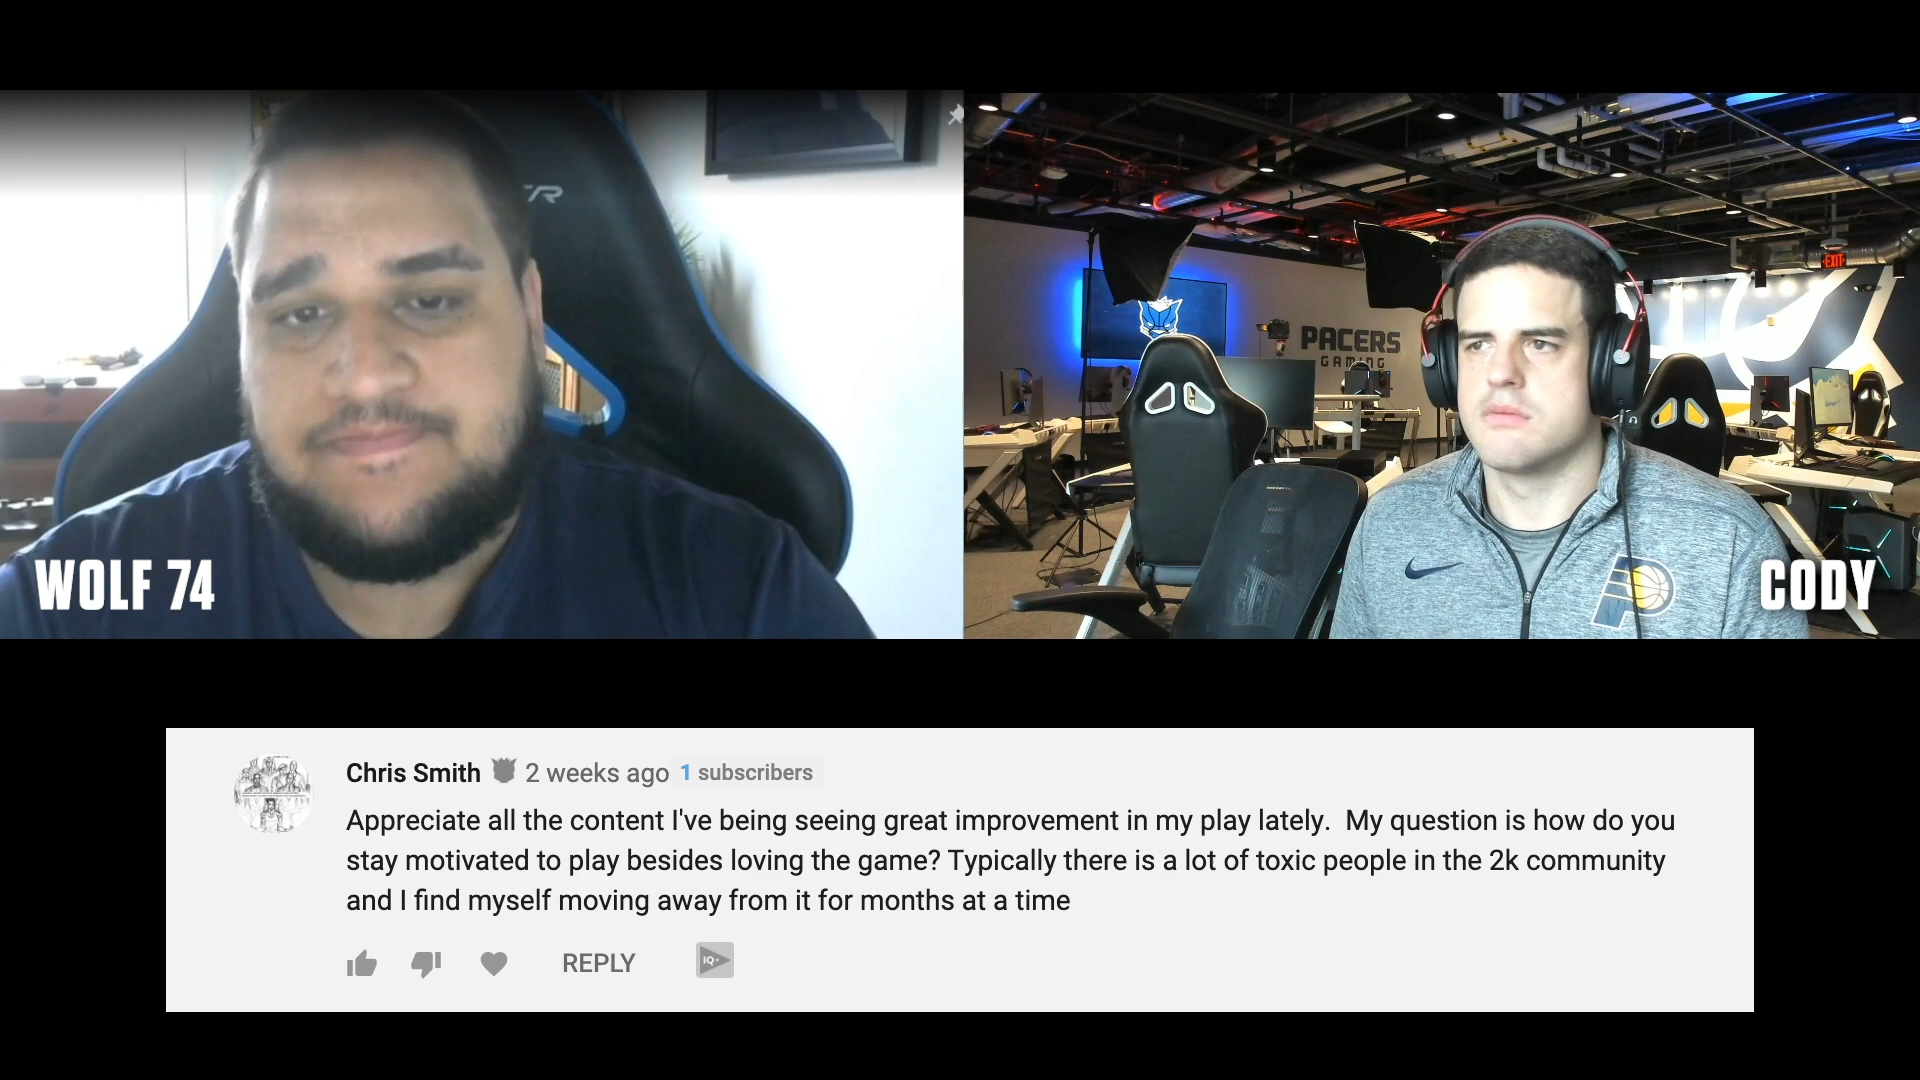 TR
EXIT
PACERS
GAMING
WOLF 74
CODY
Chris Smith 2 weeks ago 1 subscribers
Appreciate all the content I've being seeing great improvement in my play lately. My question is how do you
stay motivated to play besides loving the game? Typically there is a lot of toxic people in the 2k community
and I find myself moving away from it for months at a time
REPLY
IQ+